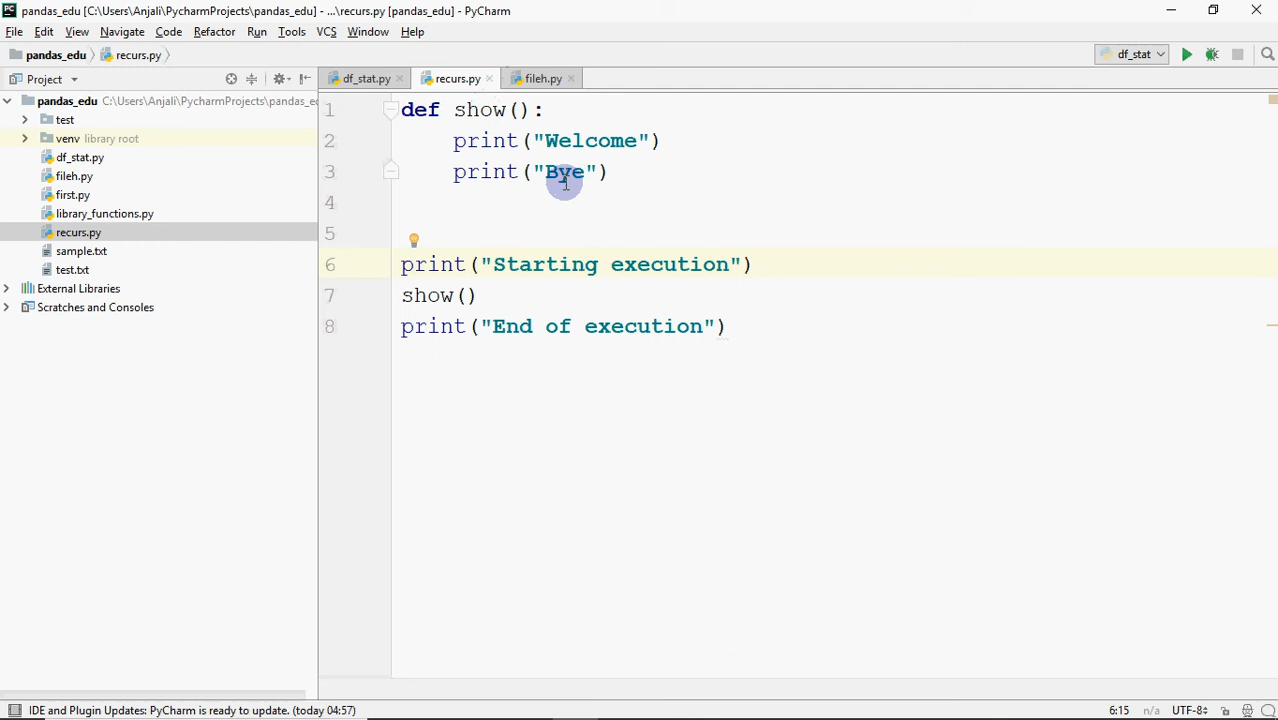 pandas_edu [C:\Users\Anjali\PycharmProjects\pandas_edu] - ...\recurs.py [pandas_edu] - PyCharm
File Edit View Navigate Code Refactor Run Tools VCS Window Help
pandas_edu recurs.py df_stat
Project df_stat.py recurs.py fileh.py
pandas_edu C:\Users\Anjali\PycharmProjects\pandas_ed
test
venv library root
df_stat.py
fileh.py
first.py
library_functions.py
recurs.py
sample.txt
test.txt
External Libraries
Scratches and Consoles
1 def show():
2 print("Welcome")
3 print("Bye")
4
5
6 print("Starting execution")
7 show()
8 print("End of execution")
IDE and Plugin Updates: PyCharm is ready to update. (today 04:57) 6:15 n/a UTF-8